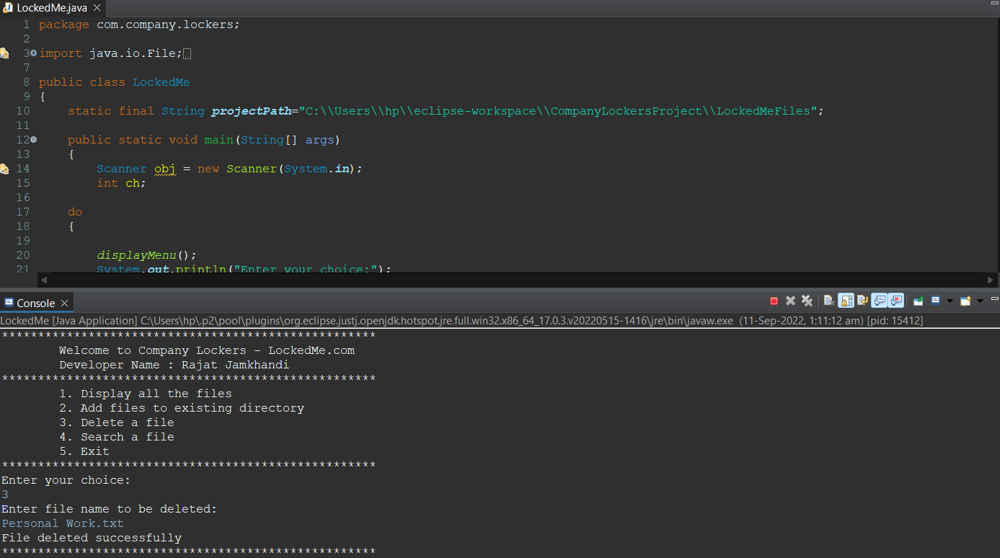 LockedMe.java
1 package com.company.lockers;
2
3 import java.io.File;
7
8 public class LockedMe
9 {
10 static final String projectPath="C:\\Users\\hp\\eclipse-workspace\\CompanyLockersProject\\LockedMeFiles";
11
12 public static void main(String[] args)
13 {
14 Scanner obj = new Scanner(System.in);
15 int ch;
16
17 do
18 {
19
20 displayMenu();
21 System.out.println("Enter your choice:");
Console
LockedMe [Java Application] C:\Users\hp\.p2\pool\plugins\org.eclipse.justj.openjdk.hotspot.jre.full.win32.x86_64_17.0.3.v20220515-1416\jre\bin\javaw.exe (11-Sep-2022, 1:11:12 am) [pid: 15412]
****************************************************
Welcome to Company Lockers - LockedMe.com
Developer Name : Rajat Jamkhandi
****************************************************
1. Display all the files
2. Add files to existing directory
3. Delete a file
4. Search a file
5. Exit
****************************************************
Enter your choice:
3
Enter file name to be deleted:
Personal Work.txt
File deleted successfully
****************************************************